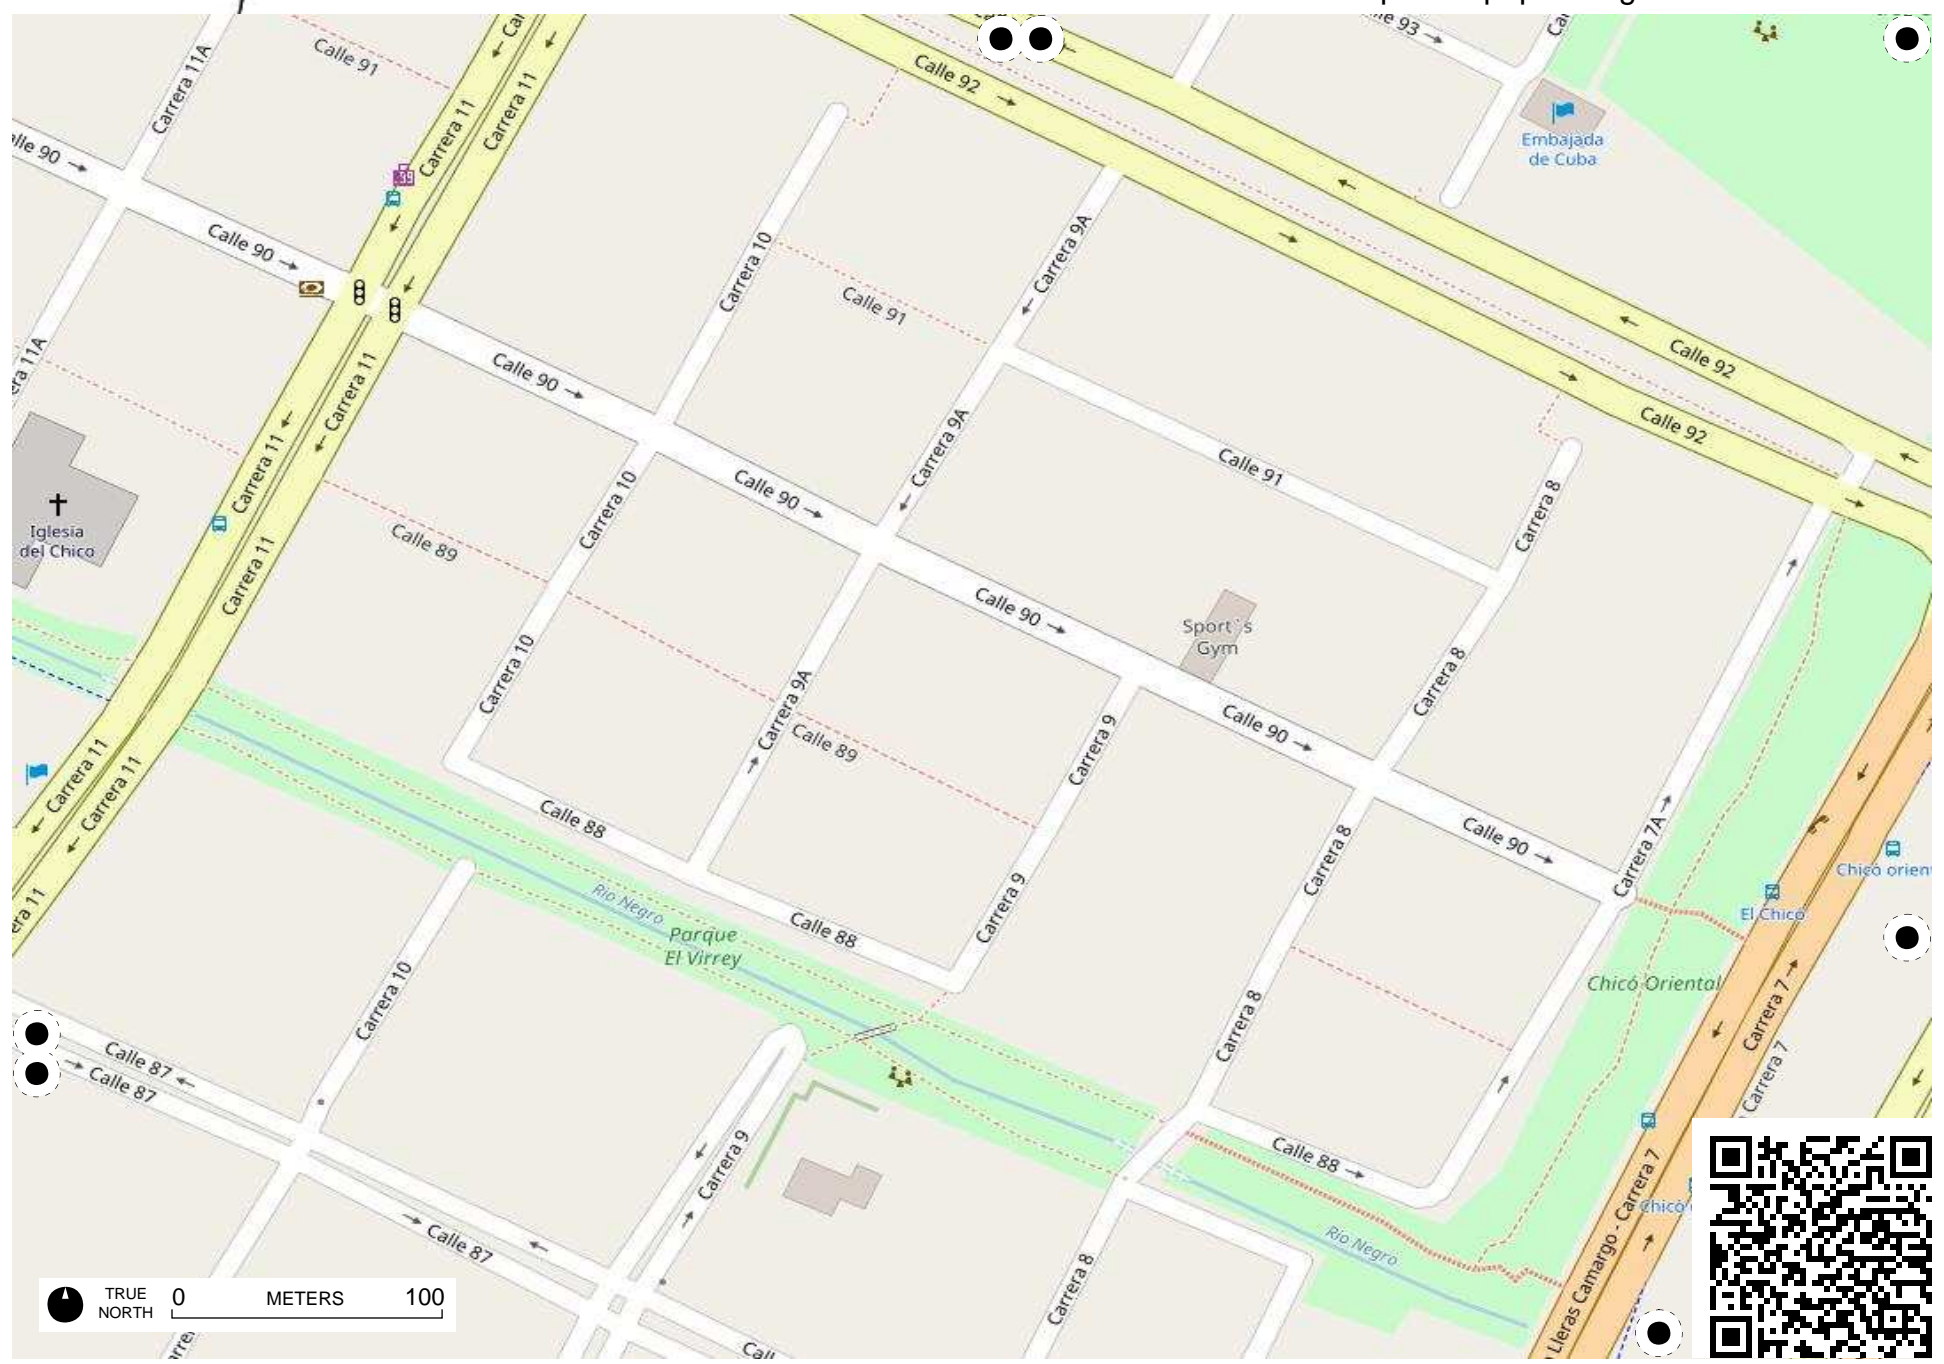 Calle 91
Carrera 11A
Carrera 11
Carrera 11
Calle 92
Embajada
de Cuba
Calle 90
Carrera 10
Carrera 9A
Calle 91
Calle 92
Calle 92
Carrera 11
Calle 90
Carrera 9A
Calle 91
Carrera 8
Carrera 11
Iglesia
del Chico
Calle 89
Carrera 10
Calle 90
Carrera 11
Calle 90
Sport`s
Gym
Carrera 10
Carrera 9A
Calle 89
Carrera 9
Calle 90
Carrera 8
Carrera 11
Carrera 11
Calle 88
Calle 90
Carrera 8
Carrera 7A
El Chicó
Rio Negro
Calle 88
Carrera 9
Parque
El Virrey
Chicó Oriental
Carrera 10
Carrera 8
Carrera 7
Carrera 7
Calle 87
Calle 87
Carrera 9
Calle 88
Calle 87
Rio Negro
Carrera 8
Lleras Camargo - Carrera 7
TRUE
NORTH
0 METERS 100